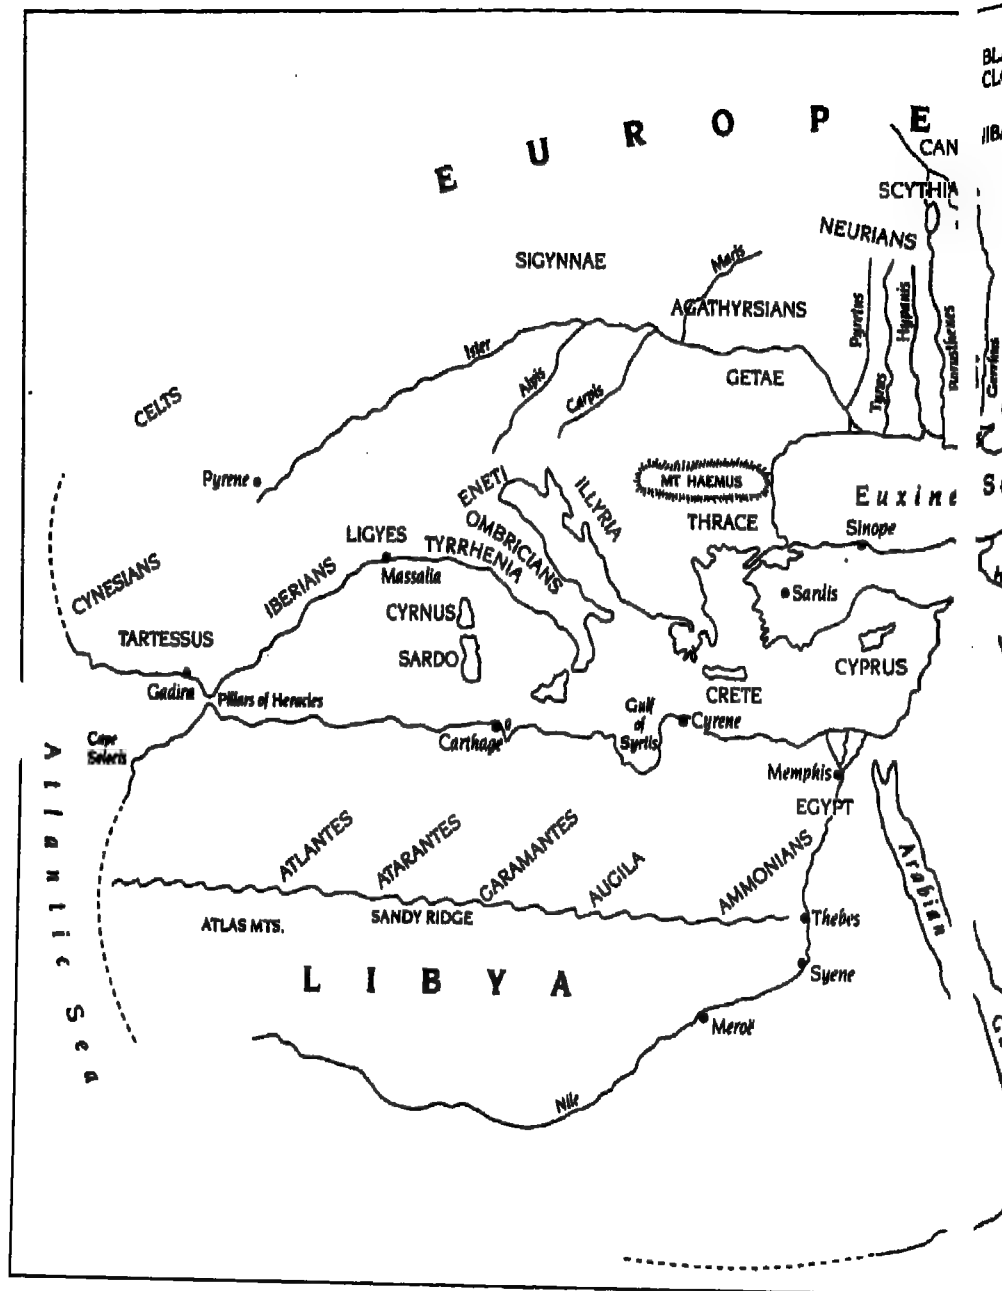 EUROPE
CAN
SCYTHIA
NEURIANS
SIGYNNAE
Maris
AGATHYRSIANS
Ister
Alpis
Carpis
GETAE
Pyrrtus
Tyras
Hypanis
CELTS
Pyrene
MT HAEMUS
Euxine
THRACE
Sinope
ENETI
ILLYRIA
OMBRICIANS
TYRRHENIA
LIGYES
Massalia
IBERIANS
CYNESIANS
Sardis
CYRNUS
SARDO
TARTESSUS
CYPRUS
CRETE
Gadira
Pillars of Heracles
Gulf
of
Syrtis
Cyrene
Carthage
Cape
Soloeis
Memphis
EGYPT
Atlantic Sea
ATLANTES
ATARANTES
GARAMANTES
AUGILA
AMMONIANS
Arabian
ATLAS MTS.
SANDY RIDGE
Thebes
LIBYA
Syene
Meroë
Nile